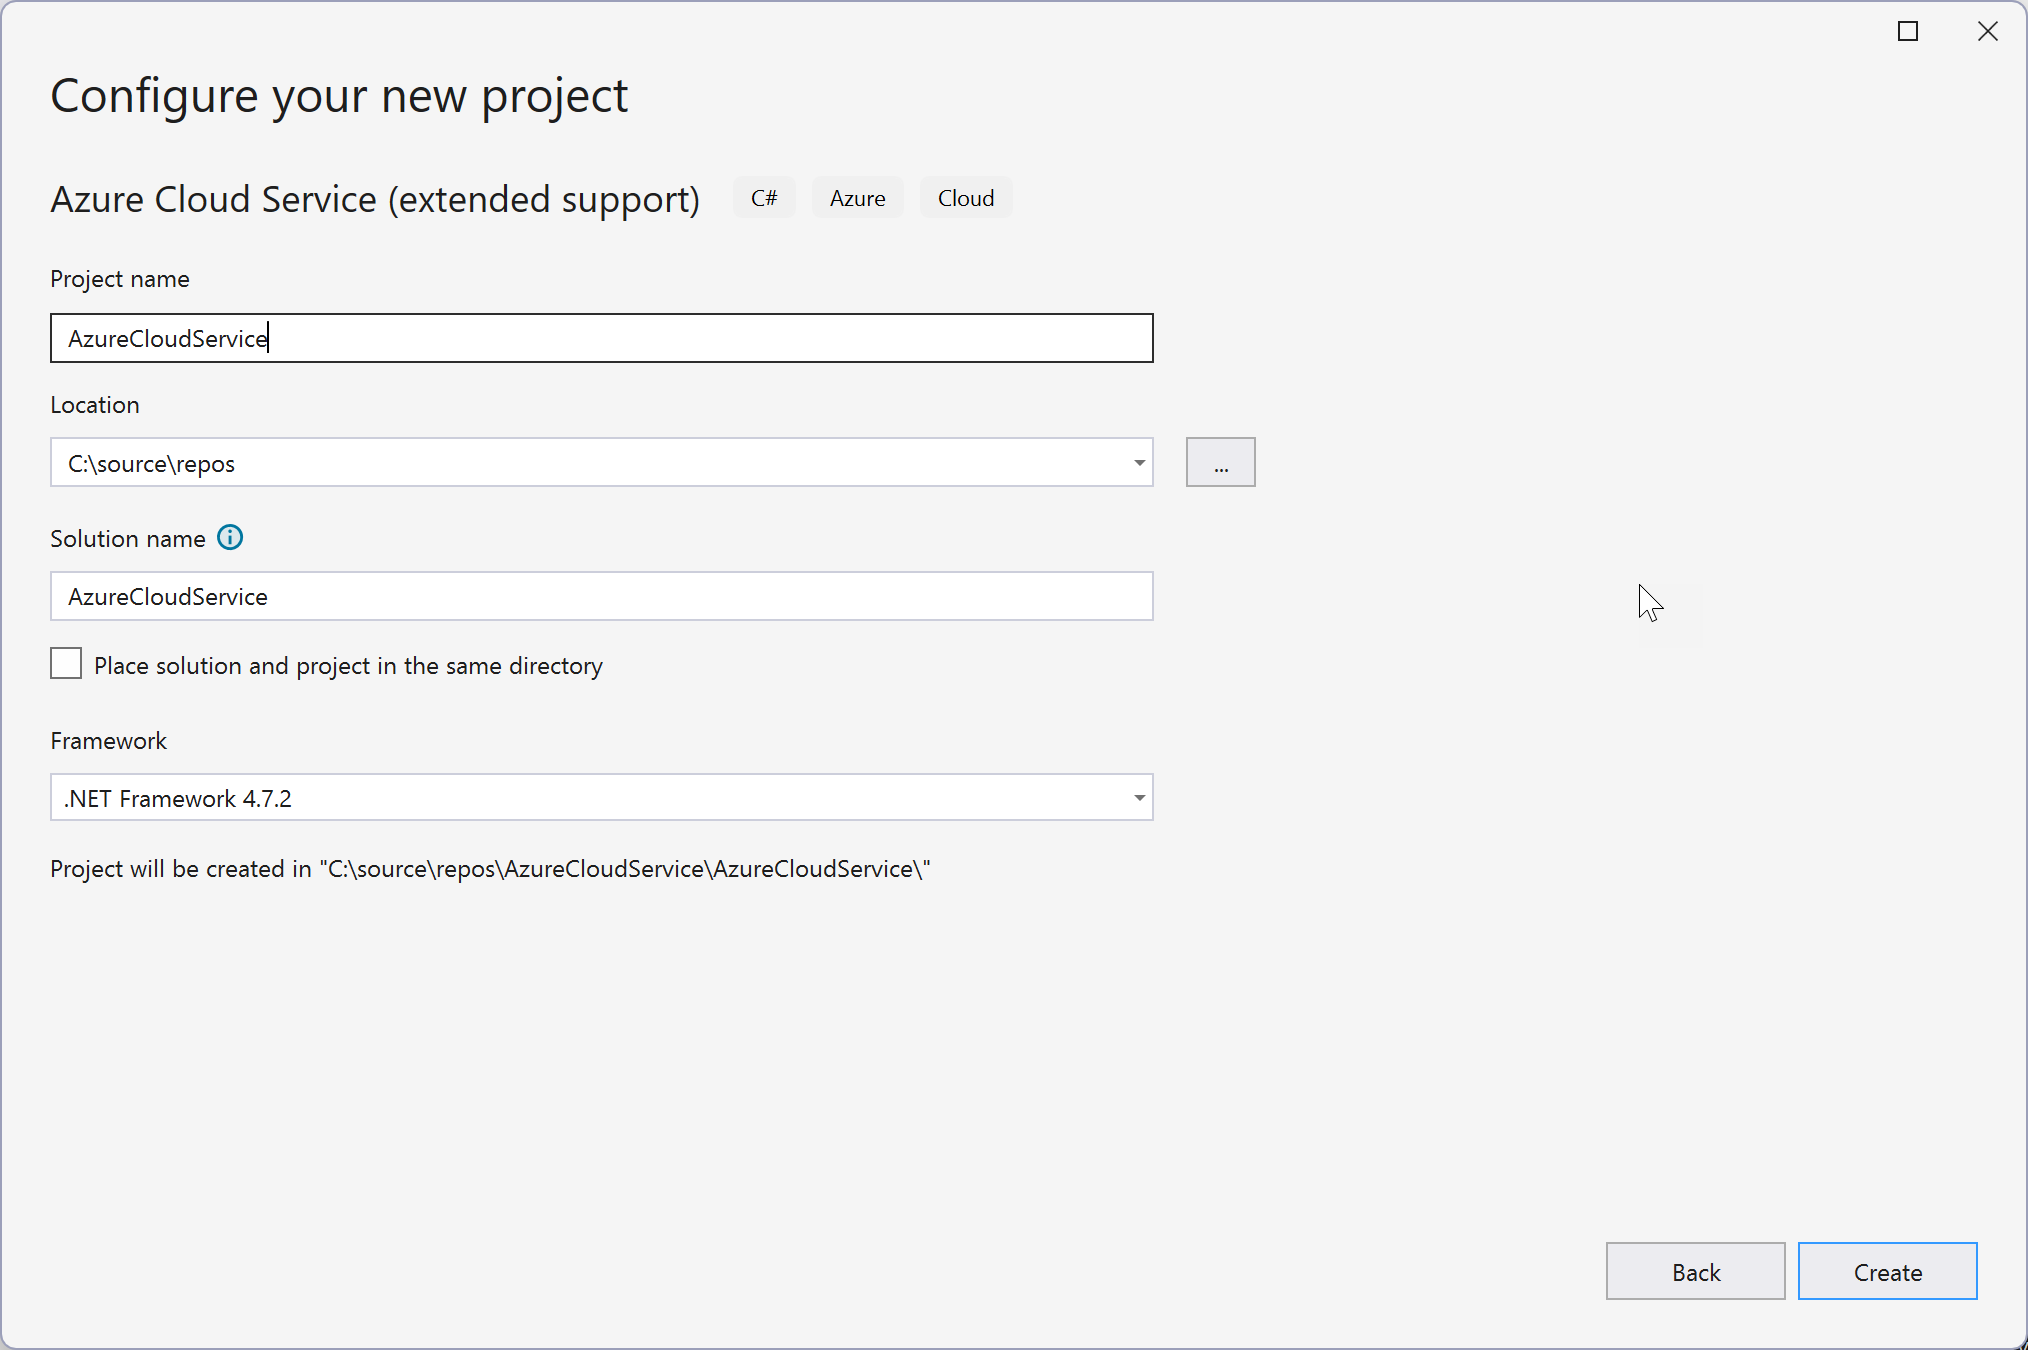 Configure your new project
Azure Cloud Service (extended support) C# Azure Cloud
Project name
AzureCloudService
Location
C:\source\repos
...
Solution name
AzureCloudService
Place solution and project in the same directory
Framework
.NET Framework 4.7.2
Project will be created in "C:\source\repos\AzureCloudService\AzureCloudService\"
Back Create